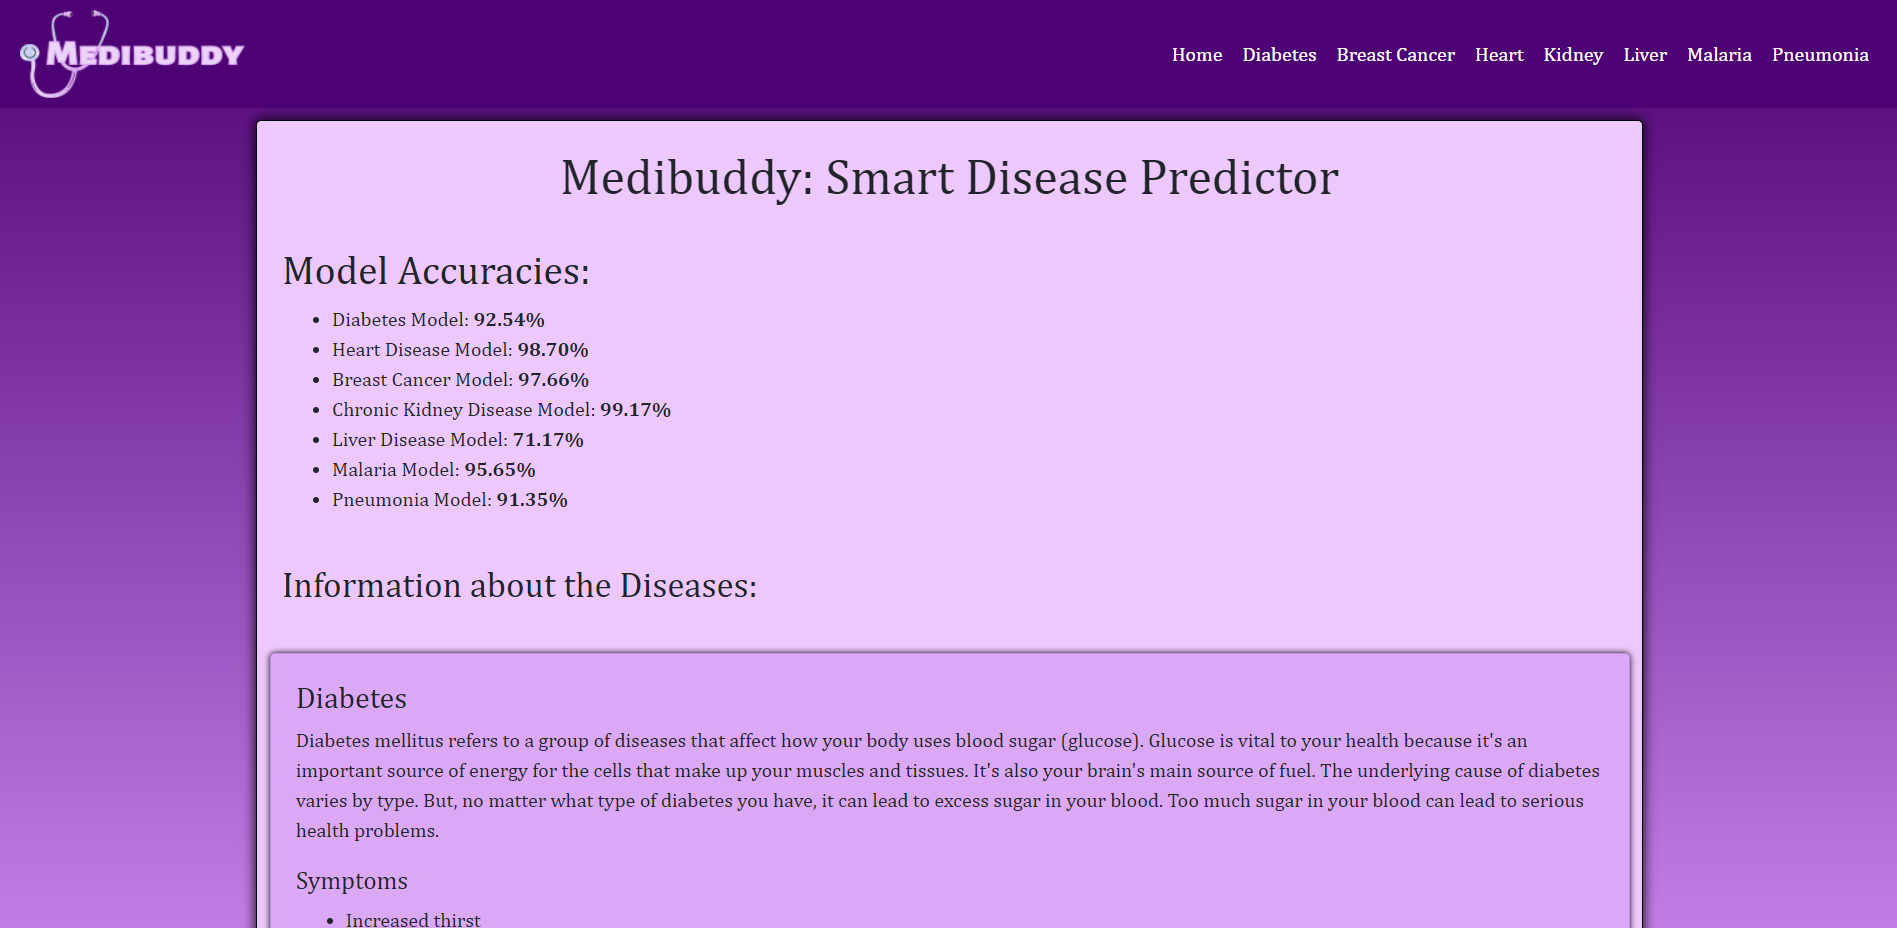 MEDIBUDDY
Home Diabetes Breast Cancer Heart Kidney Liver Malaria Pneumonia
Medibuddy: Smart Disease Predictor
Model Accuracies:
• Diabetes Model: 92.54%
• Heart Disease Model: 98.70%
• Breast Cancer Model: 97.66%
• Chronic Kidney Disease Model: 99.17%
• Liver Disease Model: 71.17%
• Malaria Model: 95.65%
• Pneumonia Model: 91.35%
Information about the Diseases:
Diabetes
Diabetes mellitus refers to a group of diseases that affect how your body uses blood sugar (glucose). Glucose is vital to your health because it's an
important source of energy for the cells that make up your muscles and tissues. It's also your brain's main source of fuel. The underlying cause of diabetes
varies by type. But, no matter what type of diabetes you have, it can lead to excess sugar in your blood. Too much sugar in your blood can lead to serious
health problems.
Symptoms
• Increased thirst